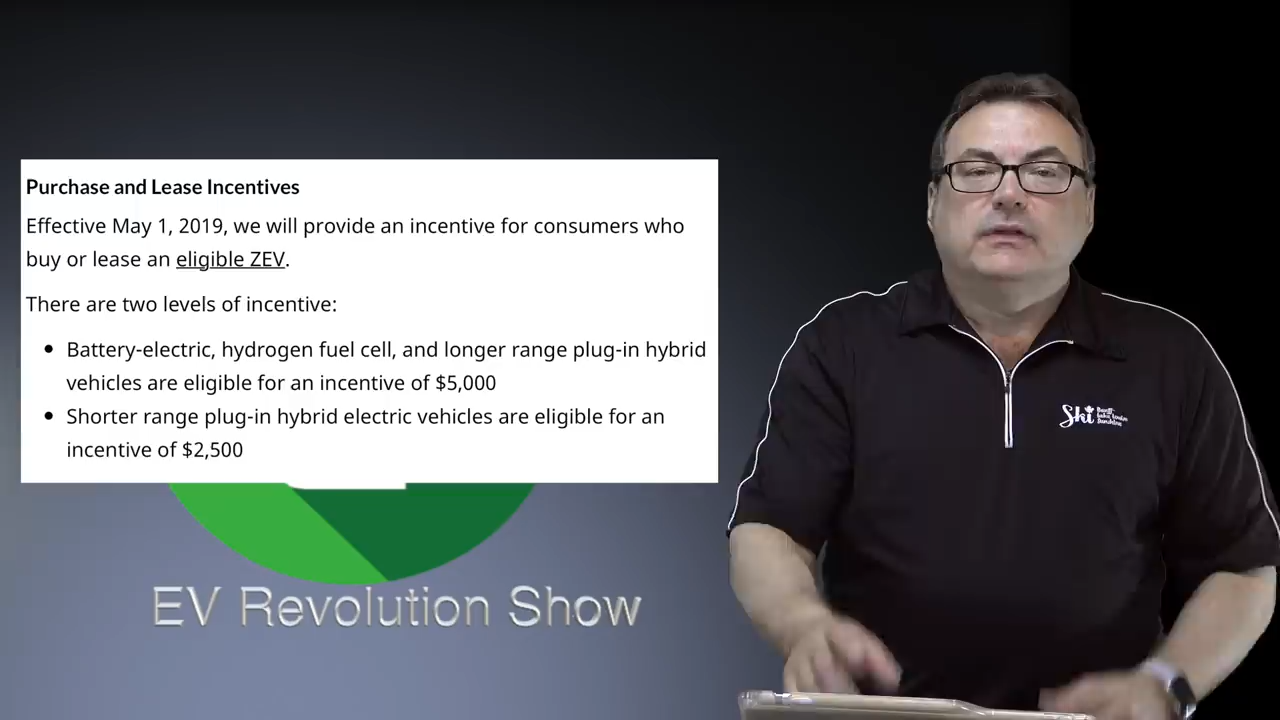 Purchase and Lease Incentives
Effective May 1, 2019, we will provide an incentive for consumers who
buy or lease an eligible ZEV.
There are two levels of incentive:
• Battery-electric, hydrogen fuel cell, and longer range plug-in hybrid
vehicles are eligible for an incentive of $5,000
• Shorter range plug-in hybrid electric vehicles are eligible for an
incentive of $2,500
EV Revolution Show
Ski